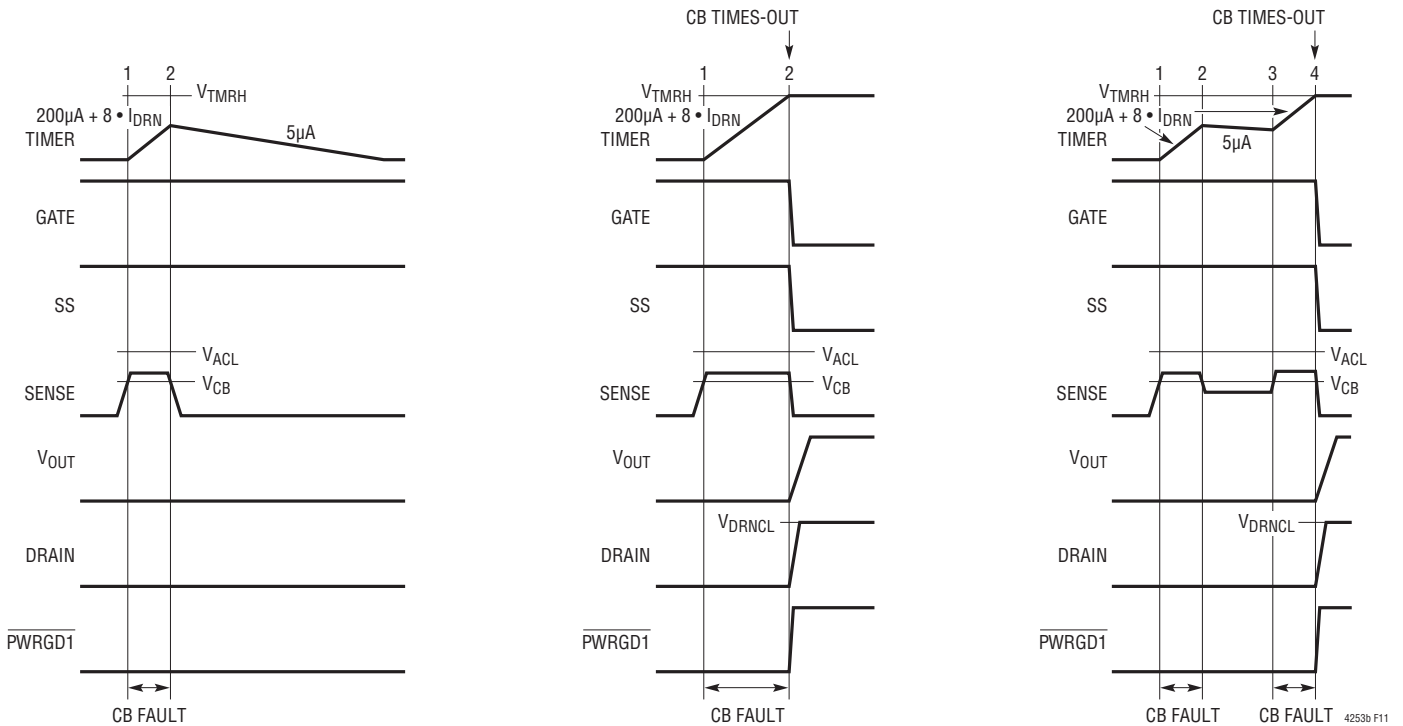 1 2
VTMRH
200µA + 8 • IDRN
TIMER
5µA
GATE
SS
VACL
VCB
SENSE
VOUT
DRAIN
PWRGD1
CB FAULT
CB TIMES-OUT
1 2
VTMRH
200µA + 8 • IDRN
TIMER
GATE
SS
VACL
VCB
SENSE
VOUT
VDRNCL
DRAIN
PWRGD1
CB FAULT
CB TIMES-OUT
1 2 3 4
VTMRH
200µA + 8 • IDRN
TIMER
5µA
GATE
SS
VACL
VCB
SENSE
VOUT
VDRNCL
DRAIN
PWRGD1
CB FAULT CB FAULT
4253b F11